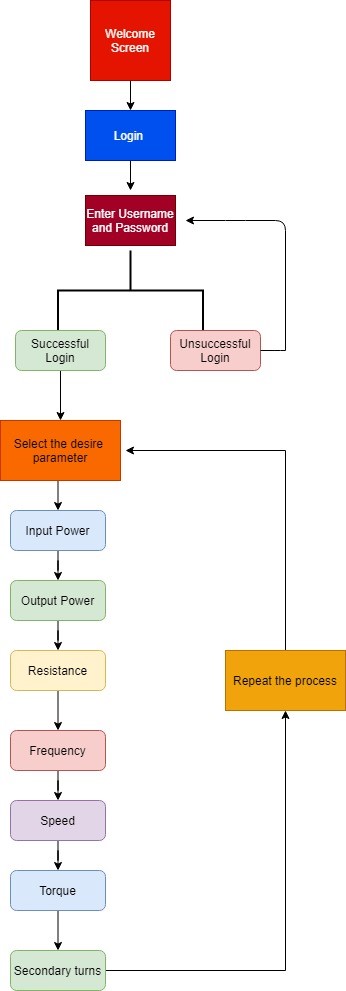 Welcome
Screen
Login
Enter Username
and Password
Successful
Login
Unsuccessful
Login
Select the desire
parameter
Input Power
Output Power
Resistance
Repeat the process
Frequency
Speed
Torque
Secondary turns